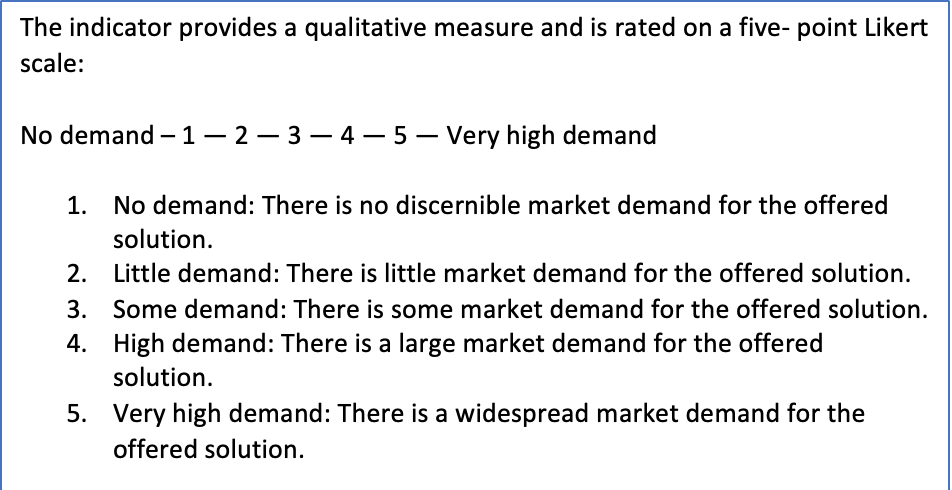 The indicator provides a qualitative measure and is rated on a five- point Likert
scale:
No demand – 1 — 2 — 3 — 4 — 5 — Very high demand
1. No demand: There is no discernible market demand for the offered
solution.
2. Little demand: There is little market demand for the offered solution.
3. Some demand: There is some market demand for the offered solution.
4. High demand: There is a large market demand for the offered
solution.
5. Very high demand: There is a widespread market demand for the
offered solution.